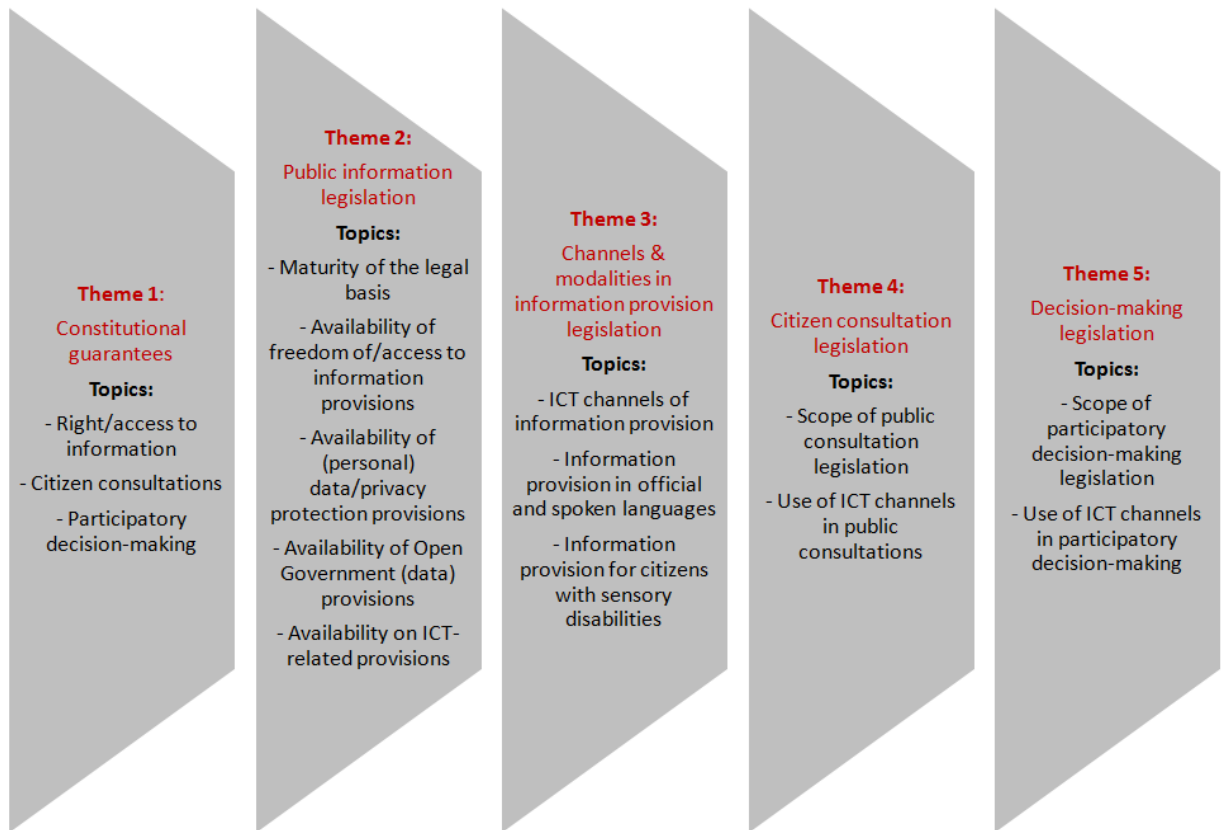 Theme 1:
Constitutional
guarantees
Topics:
- Right/access to
information
- Citizen consultations
- Participatory
decision-making
Theme 2:
Public information
legislation
Topics:
- Maturity of the legal
basis
- Availability of
freedom of/access to
information
provisions
- Availability of
(personal)
data/privacy
protection provisions
- Availability of Open
Government (data)
provisions
- Availability on ICT-
related provisions
Theme 3:
Channels &
modalities in
information provision
legislation
Topics:
- ICT channels of
information provision
- Information
provision in official
and spoken languages
- Information
provision for citizens
with sensory
disabilities
Theme 4:
Citizen consultation
legislation
Topics:
- Scope of public
consultation
legislation
- Use of ICT channels
in public
consultations
Theme 5:
Decision-making
legislation
Topics:
- Scope of
participatory
decision-making
legislation
- Use of ICT channels
in participatory
decision-making